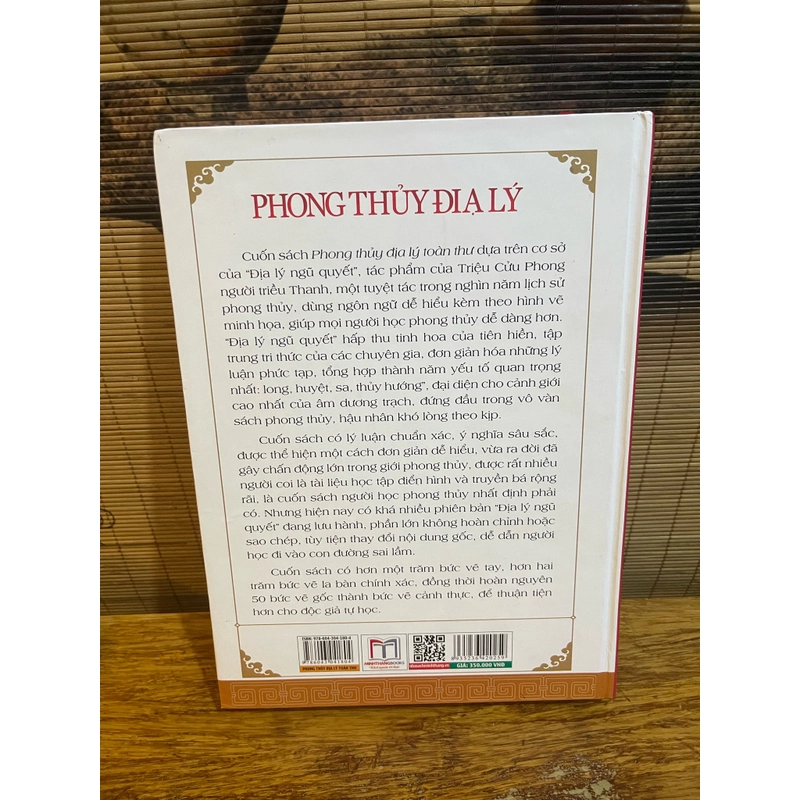 PHONG THỦY ĐỊA LÝ
Cuốn sách Phong thủy địa lý toàn thư dựa trên cơ sở
của "Địa lý ngũ quyết", tác phẩm của Triệu Cửu Phong
người triều Thanh, một tuyệt tác trong nghìn năm lịch sử
phong thủy, dùng ngôn ngữ dễ hiểu kèm theo hình vẽ
minh họa, giúp mọi người học phong thủy dễ dàng hơn.
"Địa lý ngũ quyết" hấp thu tinh hoa của tiên hiền, tập
trung tri thức của các chuyên gia, đơn giản hóa những lý
luận phức tạp, tổng hợp thành năm yếu tố quan trọng
nhất: long, huyệt, sa, thủy hướng", đại diện cho cảnh giới
cao nhất của âm dương trạch, đứng đầu trong vô vàn
sách phong thủy, hậu nhân khó lòng theo kịp.
Cuốn sách có lý luận chuẩn xác, ý nghĩa sâu sắc,
được thể hiện một cách đơn giản dễ hiểu, vừa ra đời đã
gây chấn động lớn trong giới phong thủy, được rất nhiều
người coi là tài liệu học tập điển hình và truyền bá rộng
rãi, là cuốn sách người học phong thủy nhất định phải
có. Nhưng hiện nay có khá nhiều phiên bản "Địa lý ngũ
quyết" đang lưu hành, phần lớn không hoàn chỉnh hoặc
sao chép, tùy tiện thay đổi nội dung gốc, dễ dẫn người
học đi vào con đường sai lầm.
Cuốn sách có hơn một trăm bức vẽ tay, hơn hai
trăm bức vẽ la bàn chính xác, đồng thời hoàn nguyên
50 bức vẽ gốc thành bức vẽ cảnh thực, để thuận tiện
hơn cho độc giả tự học.
MINHTHANGBOOKS
PHONG THỦY ĐỊA LÝ TOÀN THƯ
GIÁ: 350.000 VNĐ